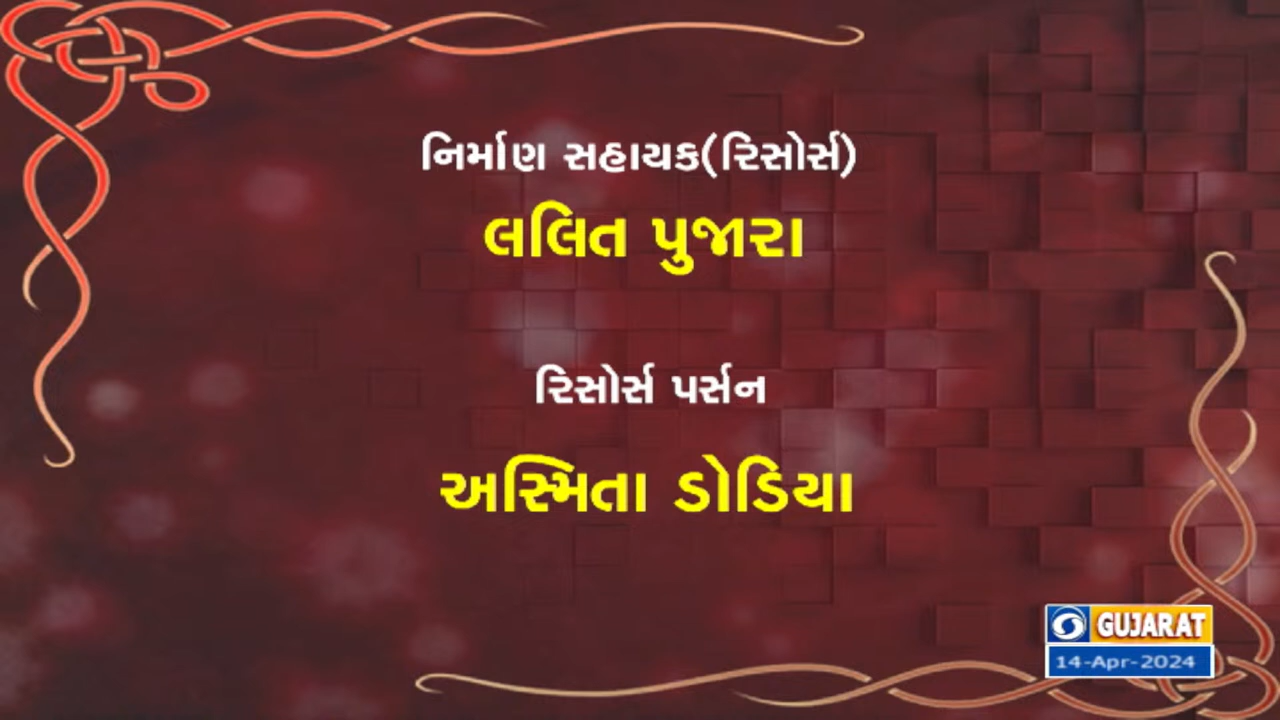 નિર્માણ સહાયક(રિસોર્સ)
લલિત પુજારા
રિસોર્સ પર્સન
અસ્મિતા ડોડિયા
GUJARAT
14-Apr-2024